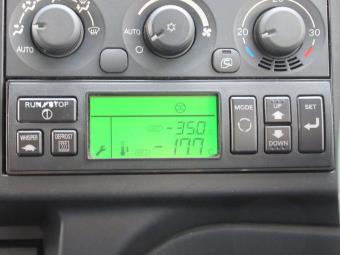 AUTO
AUTO
20
30
RUN/STOP
MODE
UP
SET
-350
WHISPER
DEFROST
-177
DOWN